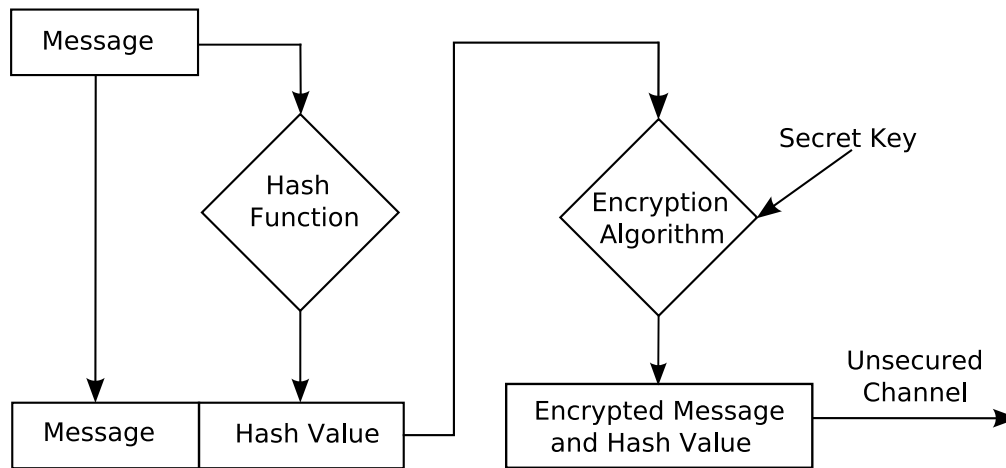 Message
Hash
Function
Secret Key
Encryption
Algorithm
Message
Hash Value
Encrypted Message
and Hash Value
Unsecured
Channel